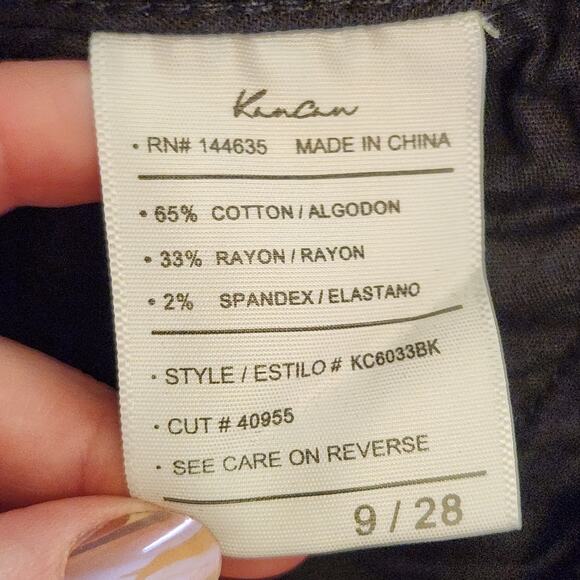 KanCan
• RN# 144635 MADE IN CHINA
• 65% COTTON / ALGODON
• 33% RAYON / RAYON
• 2% SPANDEX / ELASTANO
• STYLE / ESTILO # KC6033BK
• CUT # 40955
• SEE CARE ON REVERSE
9 / 28